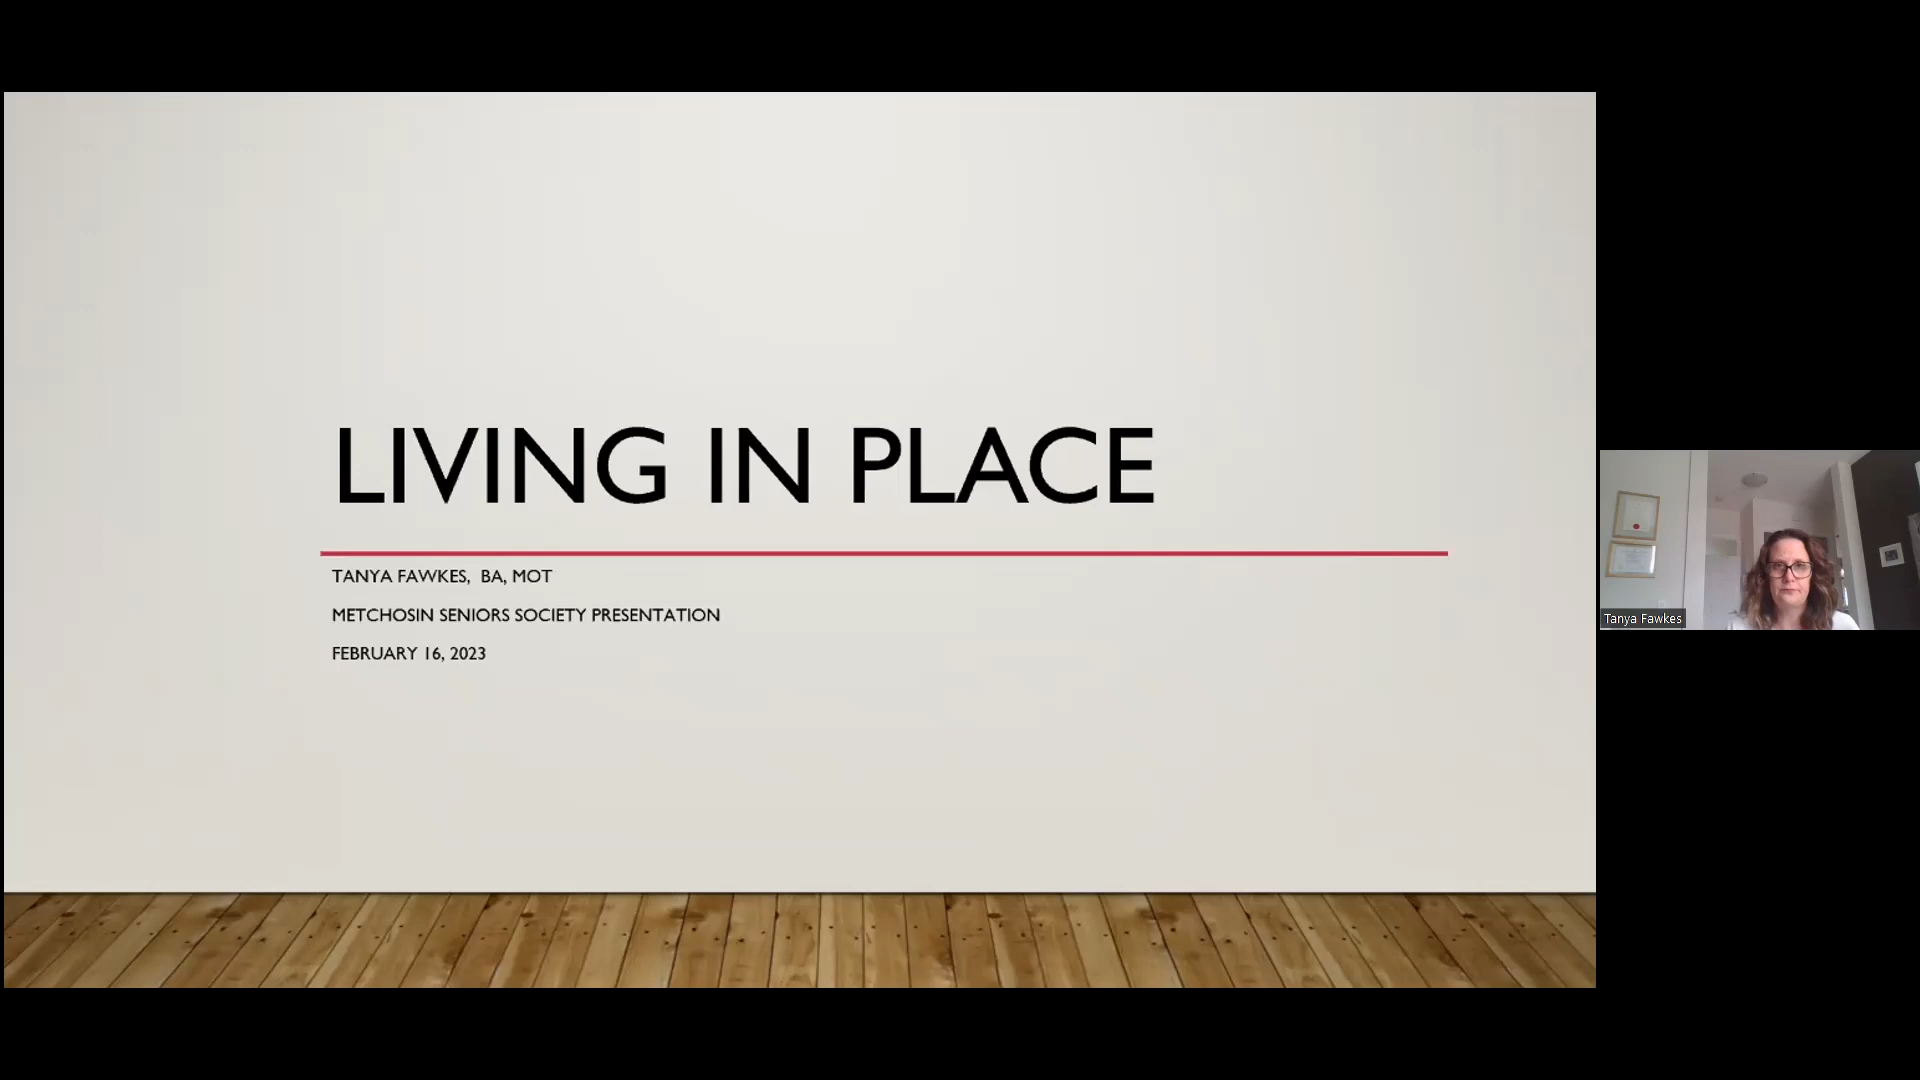 LIVING IN PLACE
TANYA FAWKES,  BA, MOT
METCHOSIN SENIORS SOCIETY PRESENTATION
FEBRUARY 16, 2023
Tanya Fawkes